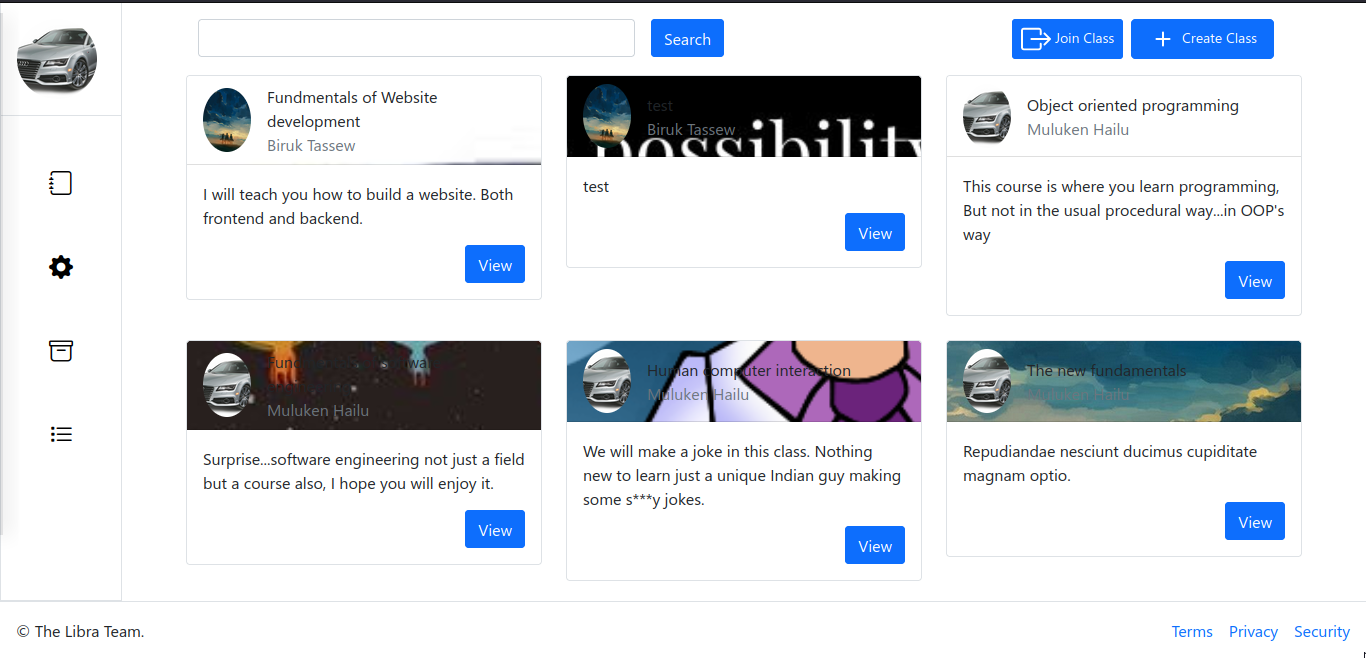 Search
Join Class
Create Class
Fundmentals of Website
development
Biruk Tassew
I will teach you how to build a website. Both
frontend and backend.
View
test
Biruk Tassew
possibility
test
View
Object oriented programming
Muluken Hailu
This course is where you learn programming,
But not in the usual procedural way...in OOP's
way
View
Muluken Hailu
Surprise...software engineering not just a field
but a course also, I hope you will enjoy it.
View
Human computer interaction
Muluken Hailu
We will make a joke in this class. Nothing
new to learn just a unique Indian guy making
some s***y jokes.
View
The new fundamentals
Muluken Hailu
Repudiandae nesciunt ducimus cupiditate
magnam optio.
View
© The Libra Team.
Terms Privacy Security